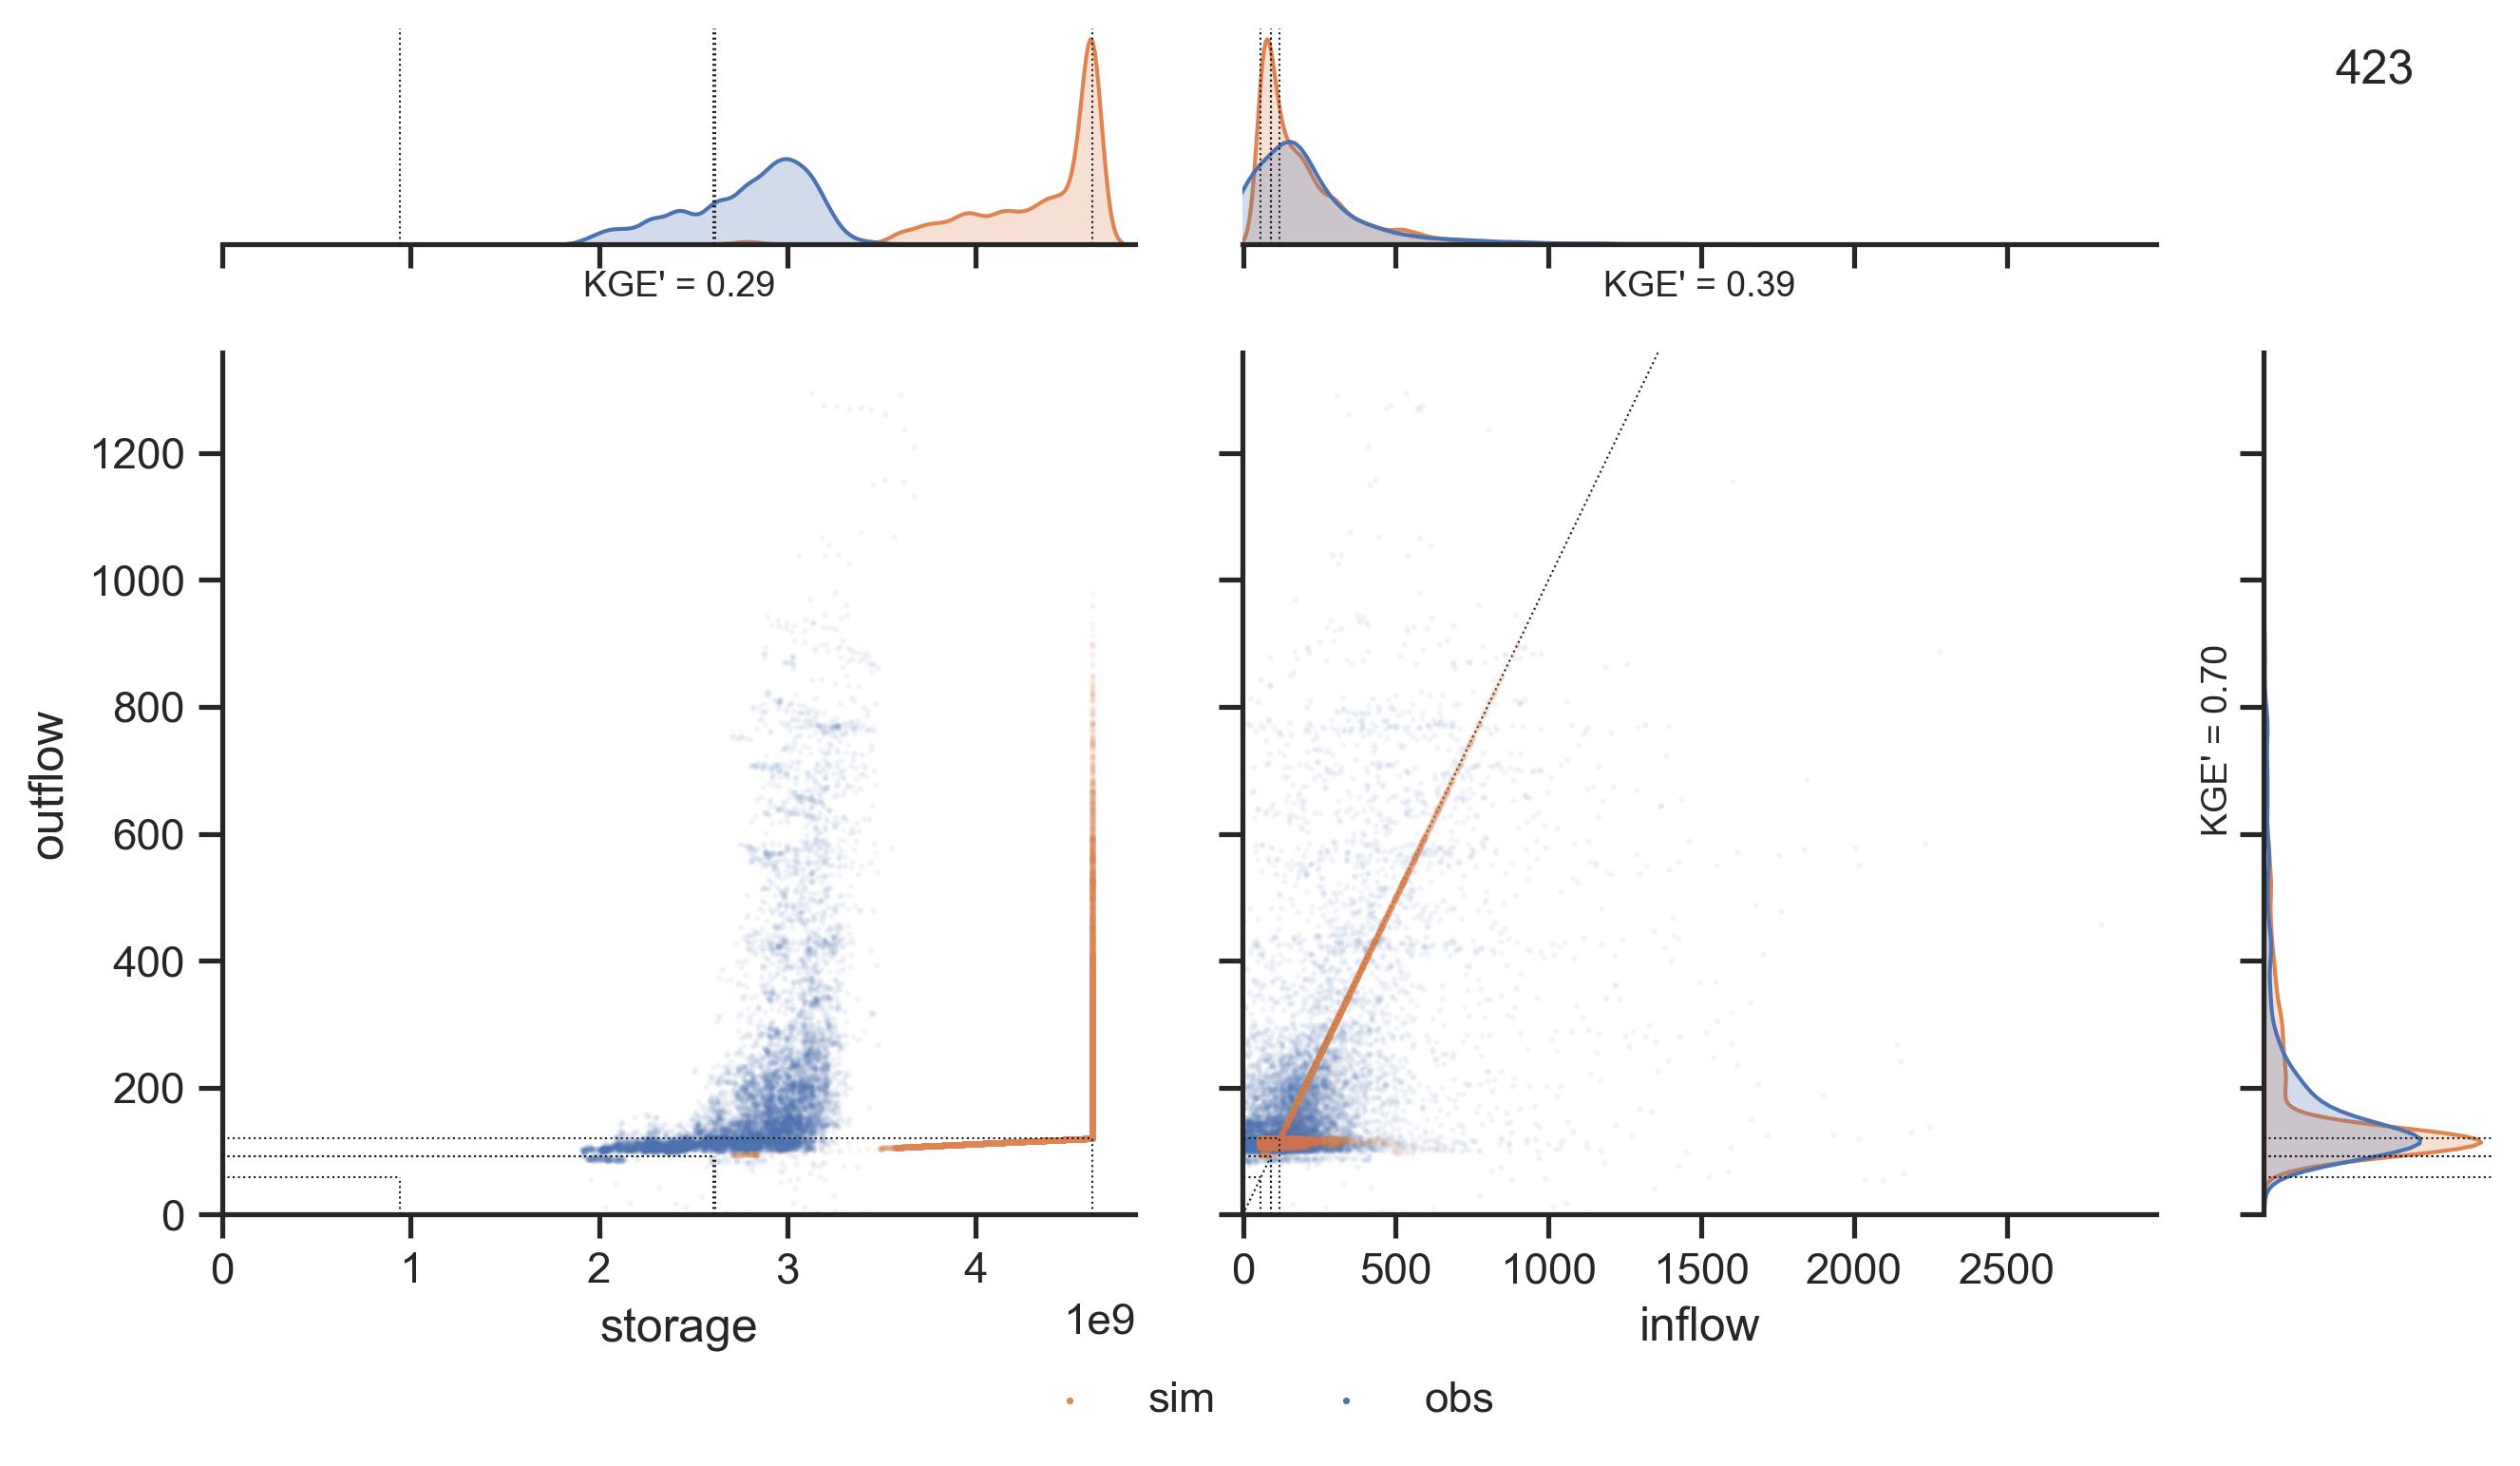 423
KGE' = 0.29
KGE' = 0.39
1200
1000
800
600
400
200
0
outflow
KGE' = 0.70
0 1 2 3 4
0 500 1000 1500 2000 2500
1e9
storage
inflow
sim obs